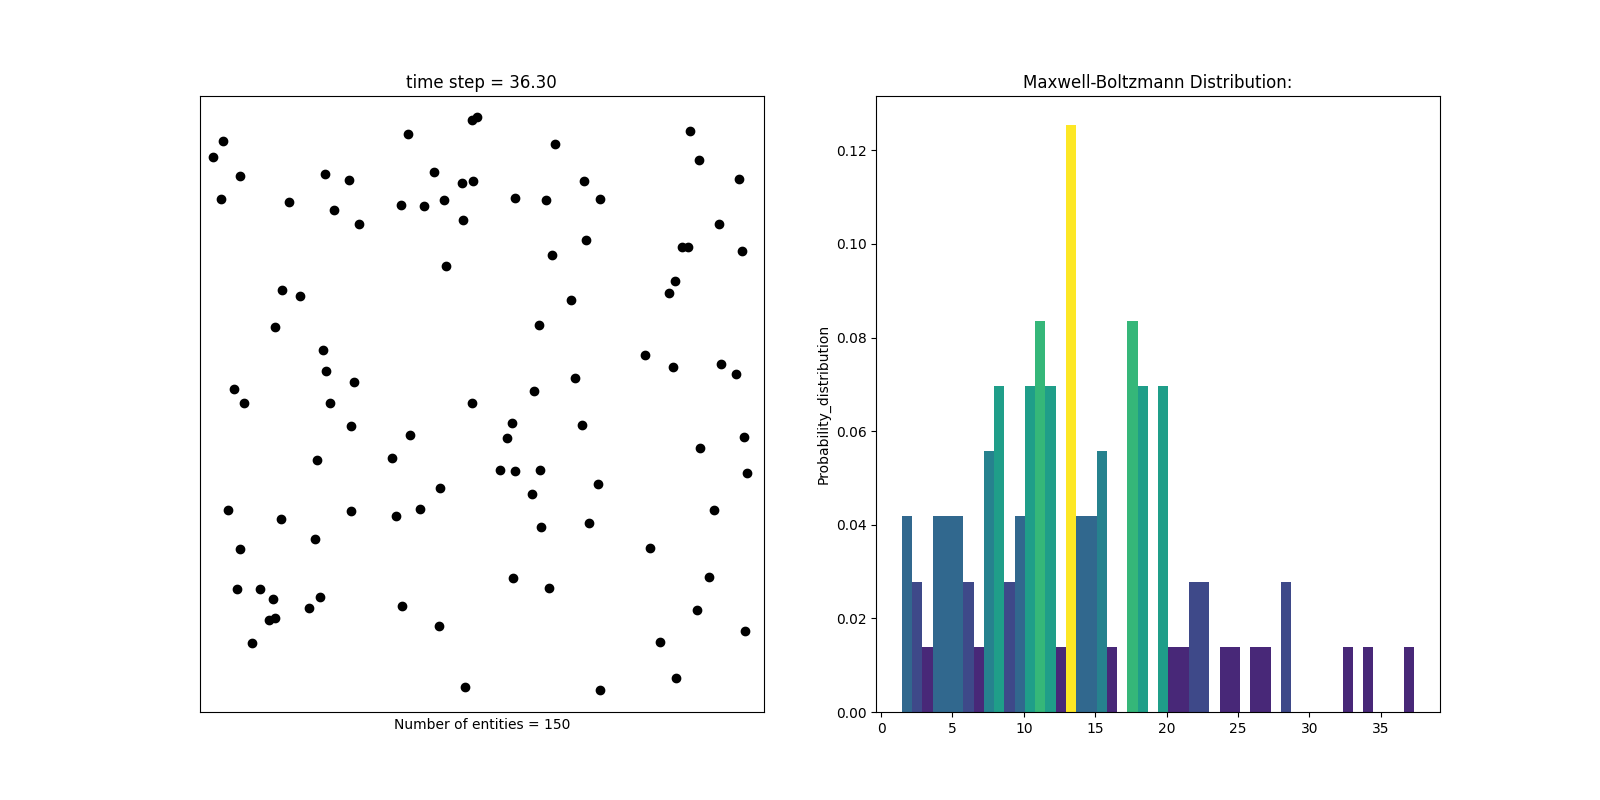 time step = 36.30
Number of entities = 150
Maxwell-Boltzmann Distribution:
Probability_distribution
0.12
0.10
0.08
0.06
0.04
0.02
0.00
0 5 10 15 20 25 30 35